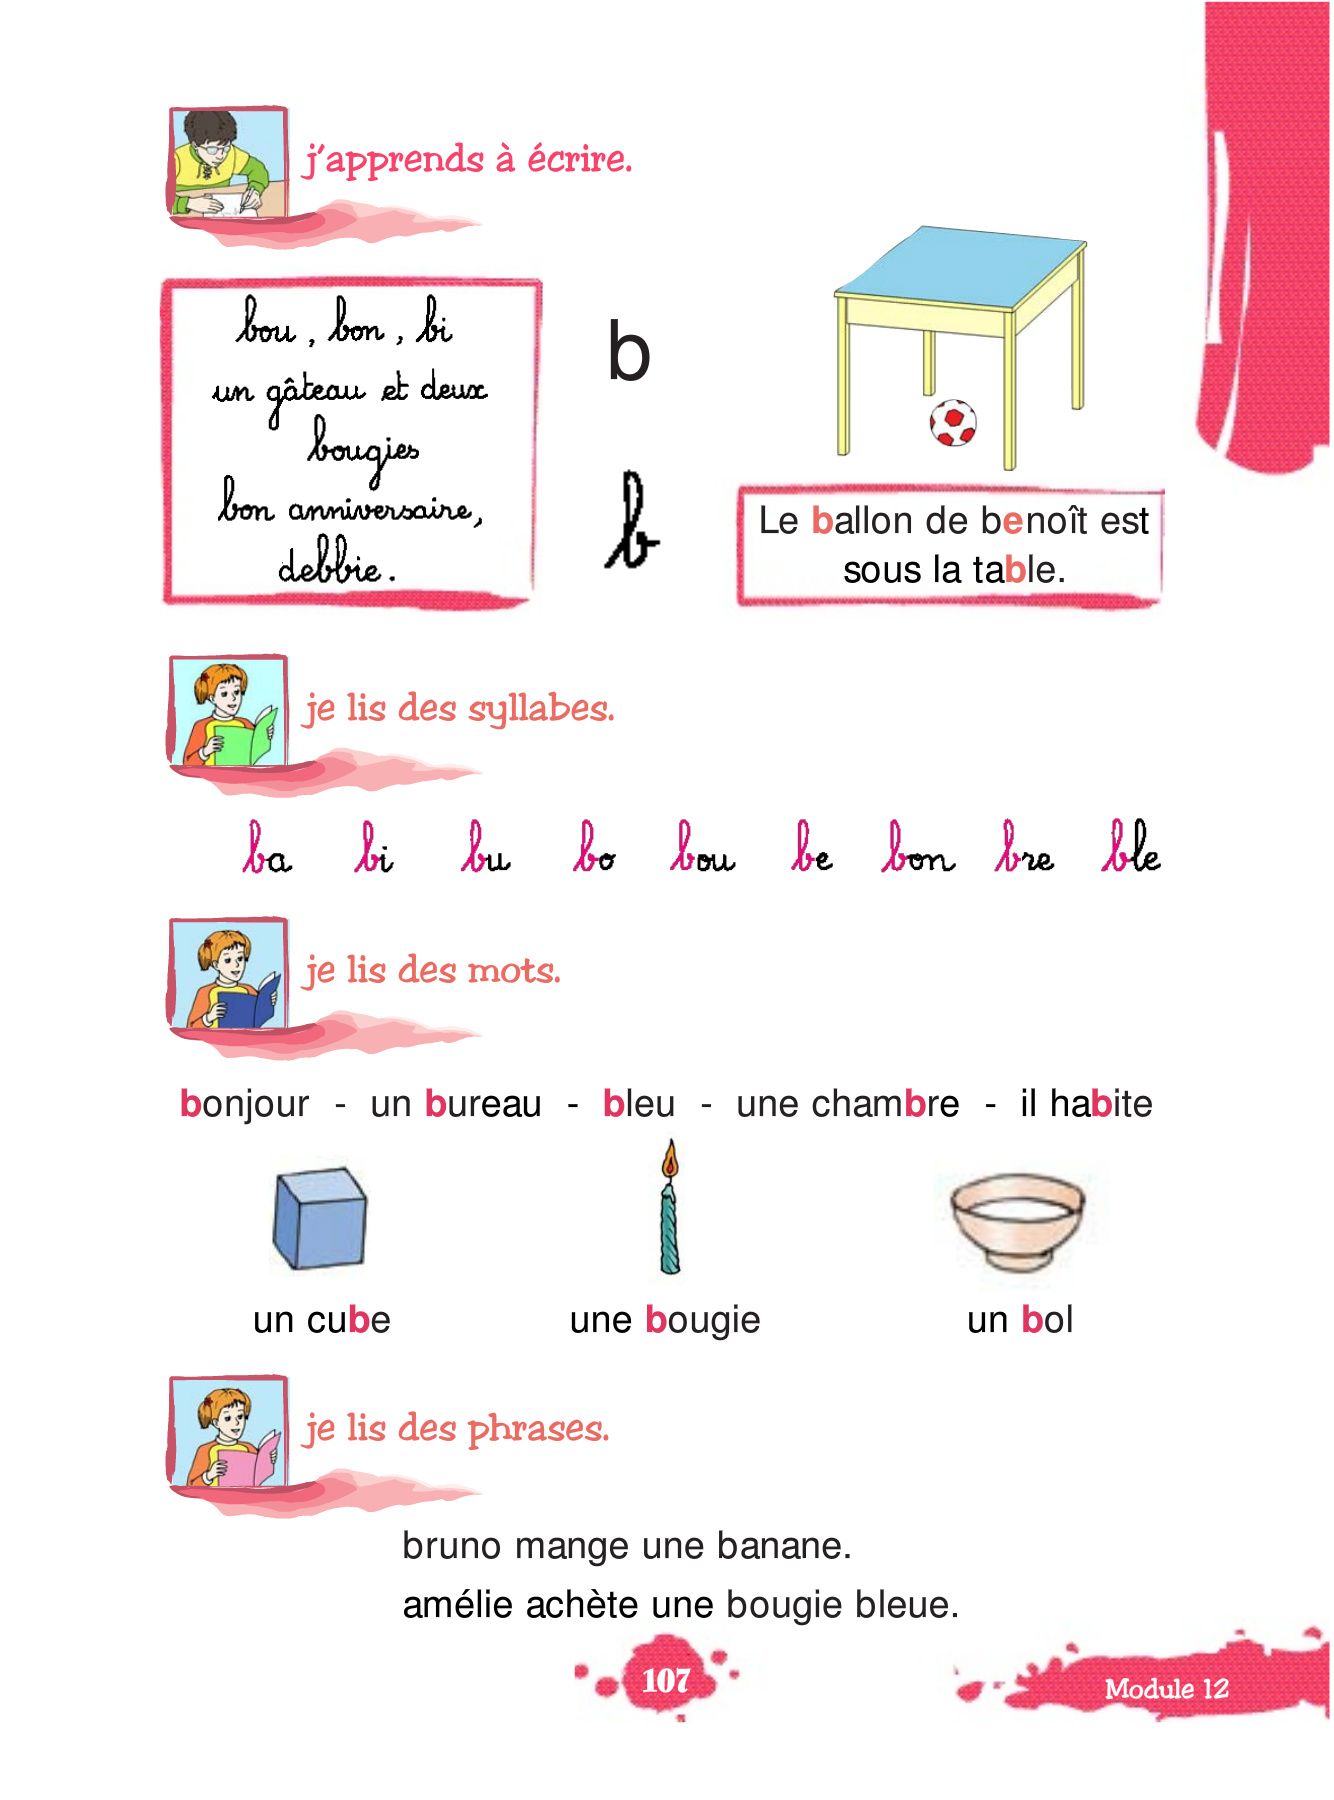 j'apprends à écrire.
bou , bon , bi
un gâteau et deux
bougies
bon anniversaire,
debbie.
b
b
Le ballon de benoît est
sous la table.
je lis des syllabes.
ba bi bu bo bou be bon bre ble
je lis des mots.
bonjour - un bureau - bleu - une chambre - il habite
un cube une bougie un bol
je lis des phrases.
bruno mange une banane.
amélie achète une bougie bleue.
107
Module 12